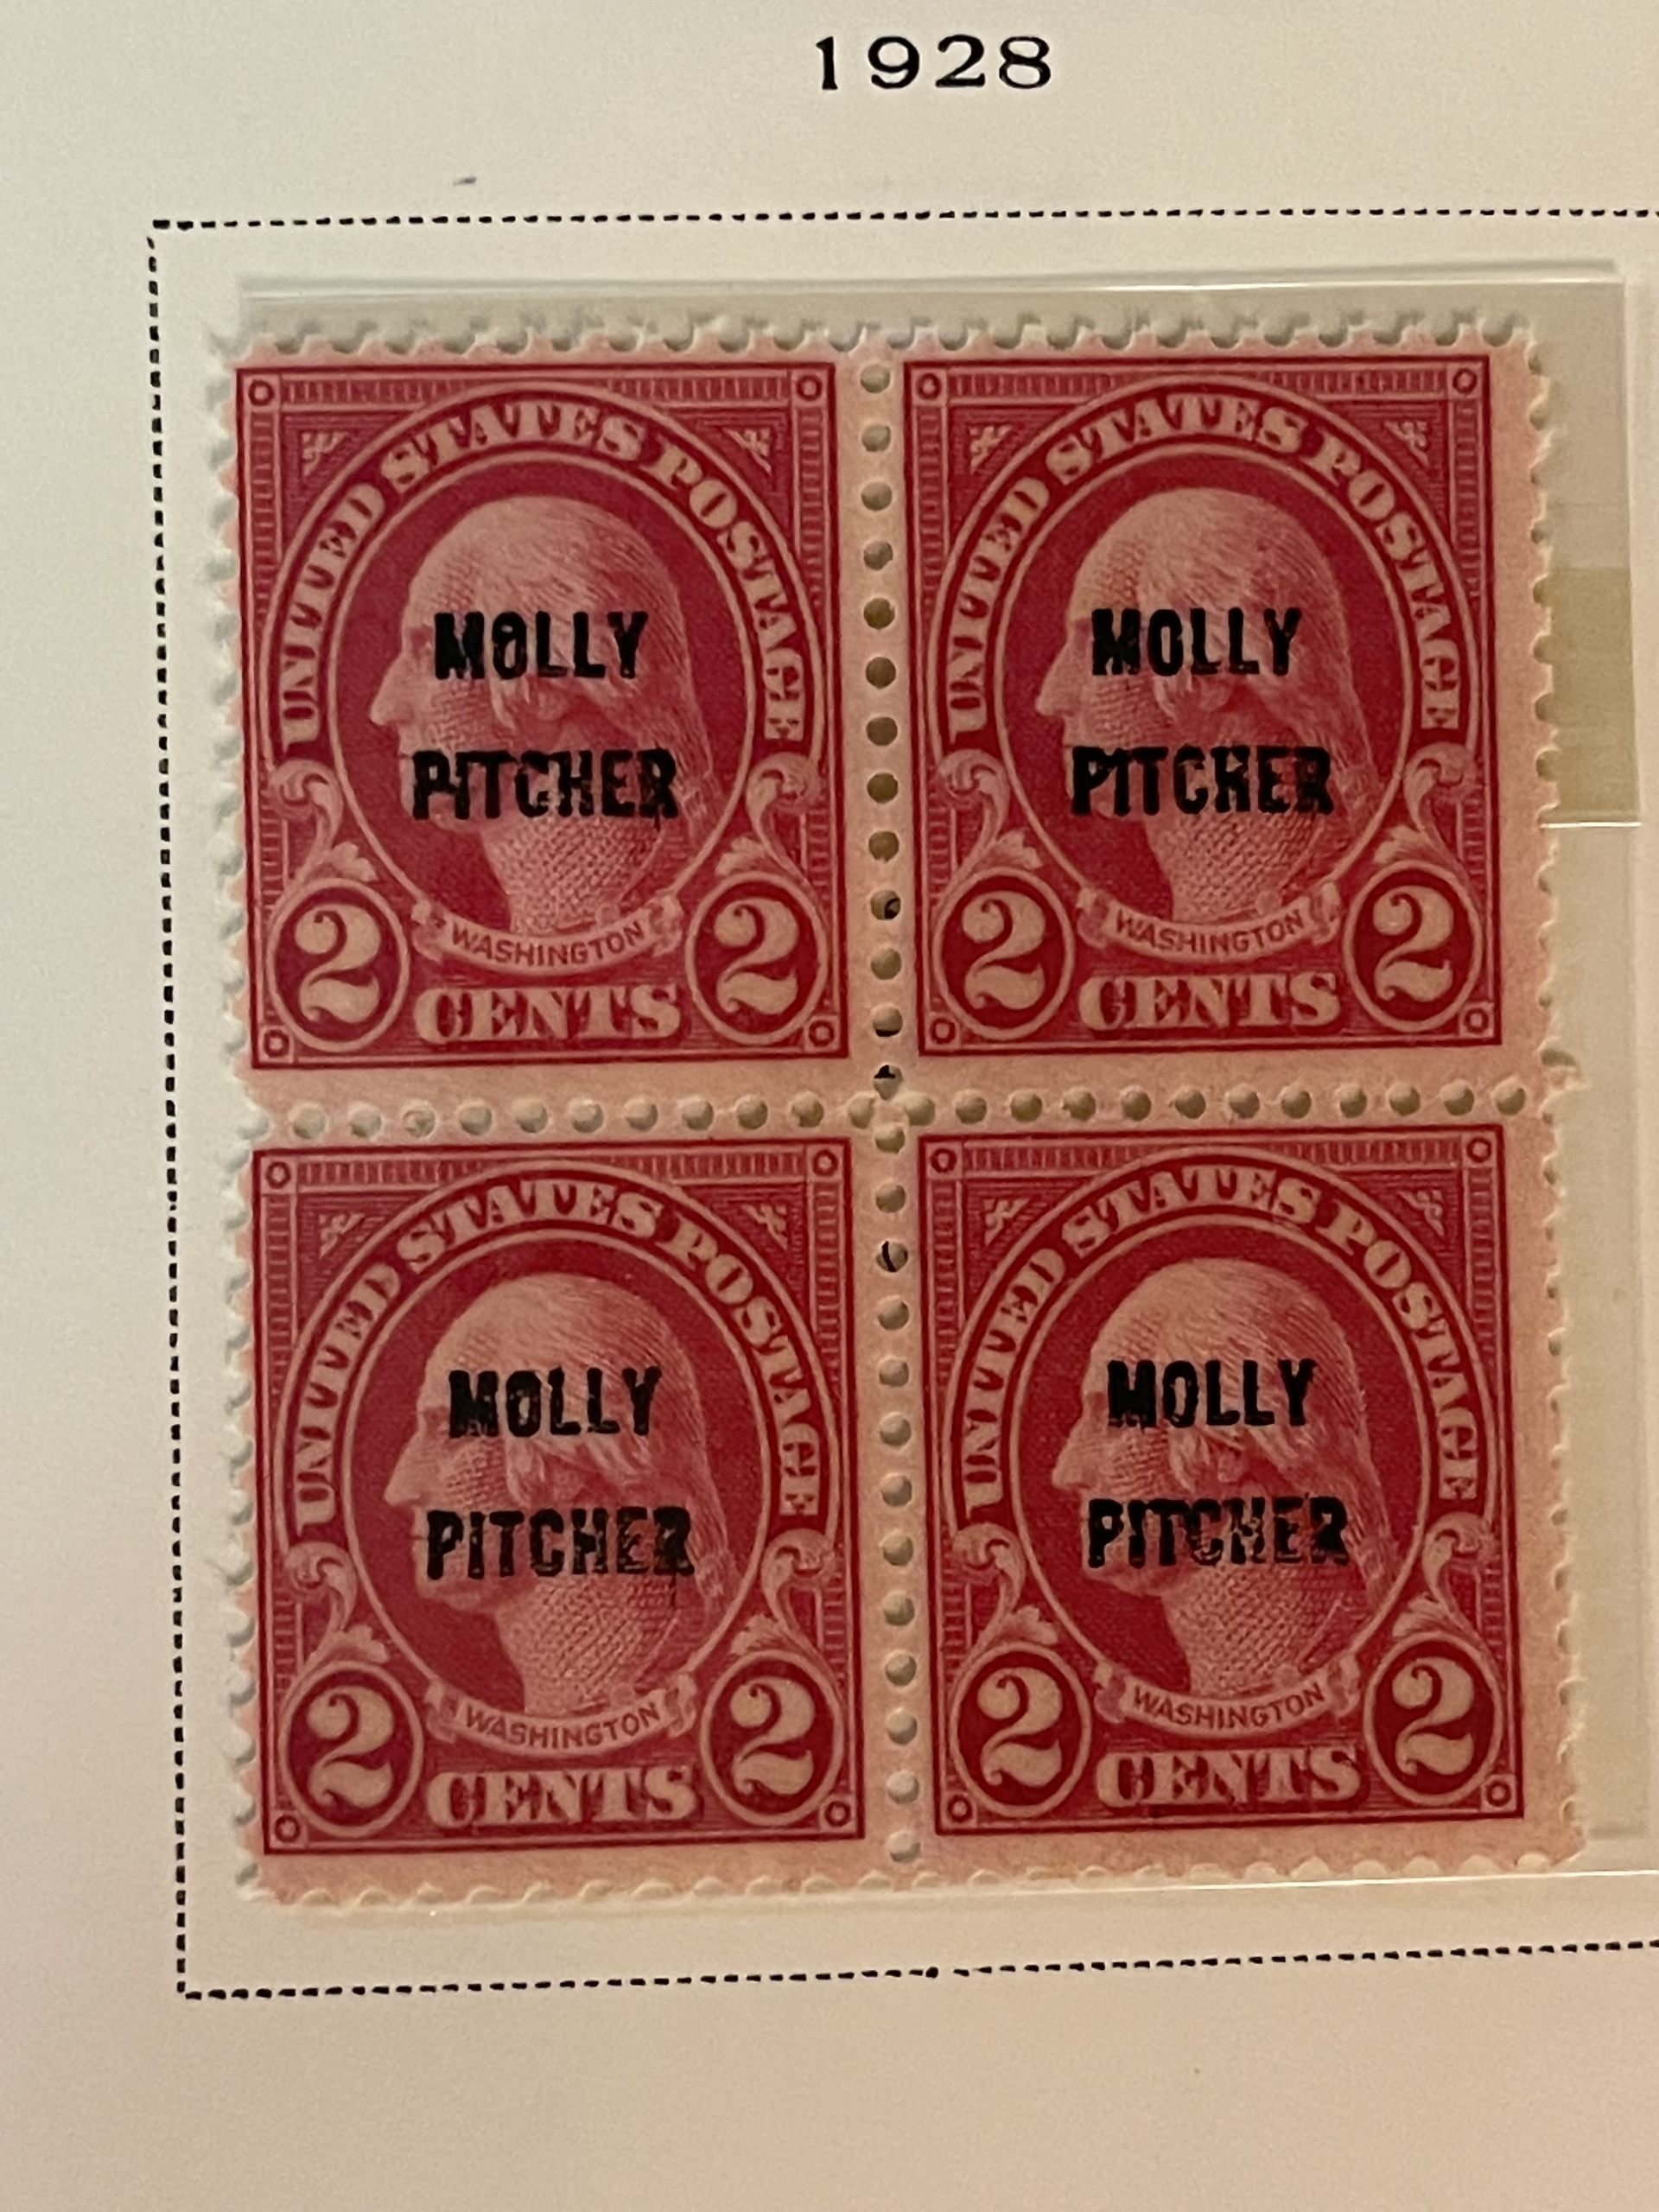 1928
UNITED STATES POSTAGE
MOLLY
PITCHER
WASHINGTON
2 CENTS 2
UNITED STATES POSTAGE
MOLLY
PITCHER
WASHINGTON
2 CENTS 2
UNITED STATES POSTAGE
MOLLY
PITCHER
WASHINGTON
2 CENTS 2
UNITED STATES POSTAGE
MOLLY
PITCHER
WASHINGTON
2 CENTS 2